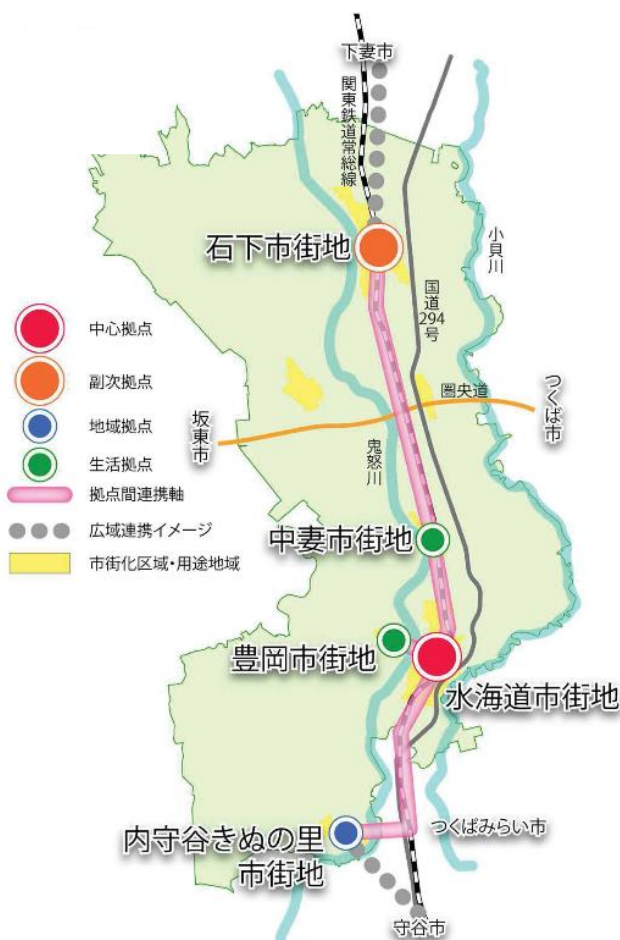 下妻市
関東鉄道常総線
石下市街地
小貝川
国道294号
中心拠点
副次拠点
地域拠点
生活拠点
拠点間連携軸
広域連携イメージ
市街化区域・用途地域
圏央道
つくば市
坂東市
鬼怒川
中妻市街地
豊岡市街地
水海道市街地
内守谷きぬの里
市街地
つくばみらい市
守谷市